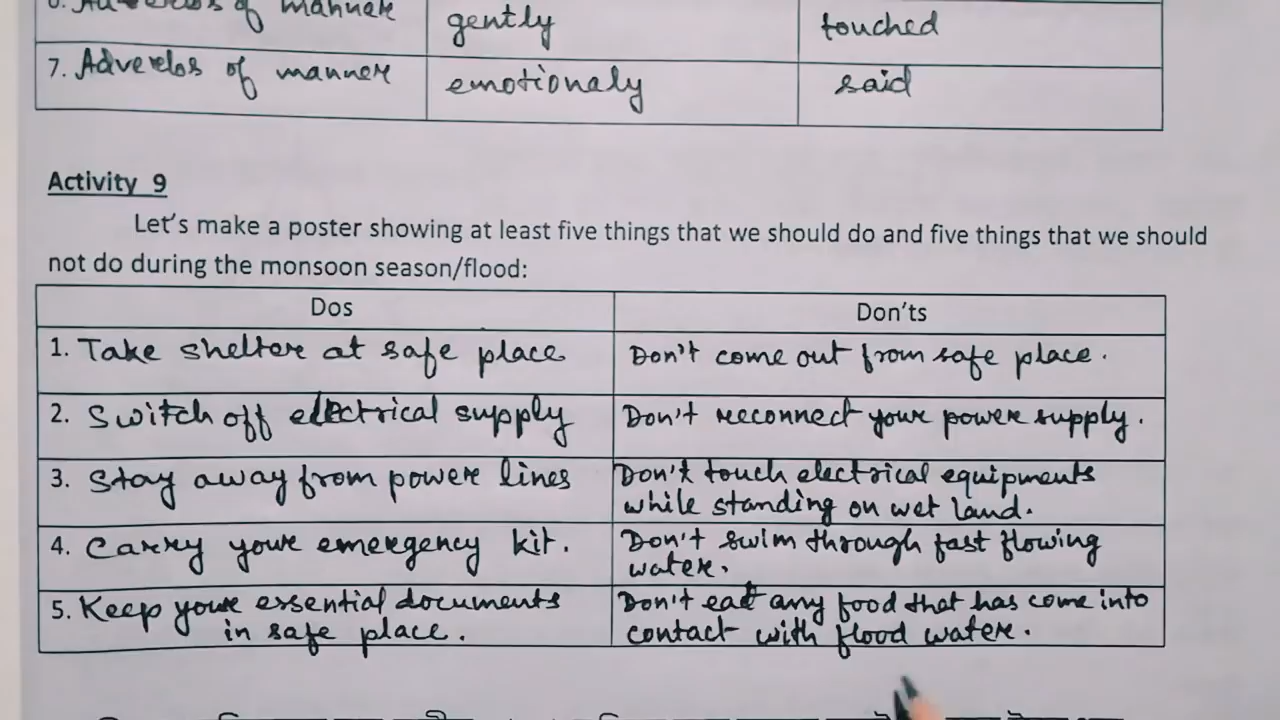 6. Adverbs of manner gently touched
7. Adverbs of manner emotionaly said
Activity 9
Let's make a poster showing at least five things that we should do and five things that we should
not do during the monsoon season/flood:
Dos Don'ts
1. Take shelter at safe place Don't come out from safe place.
2. Switch off electrical supply Don't reconnect your power supply.
3. Stay away from power lines Don't touch electrical equipments
while standing on wet land.
4. Carry your emergency kit. Don't swim through fast flowing
water.
5. Keep your essential documents Don't eat any food that has come into
in safe place. contact with flood water.